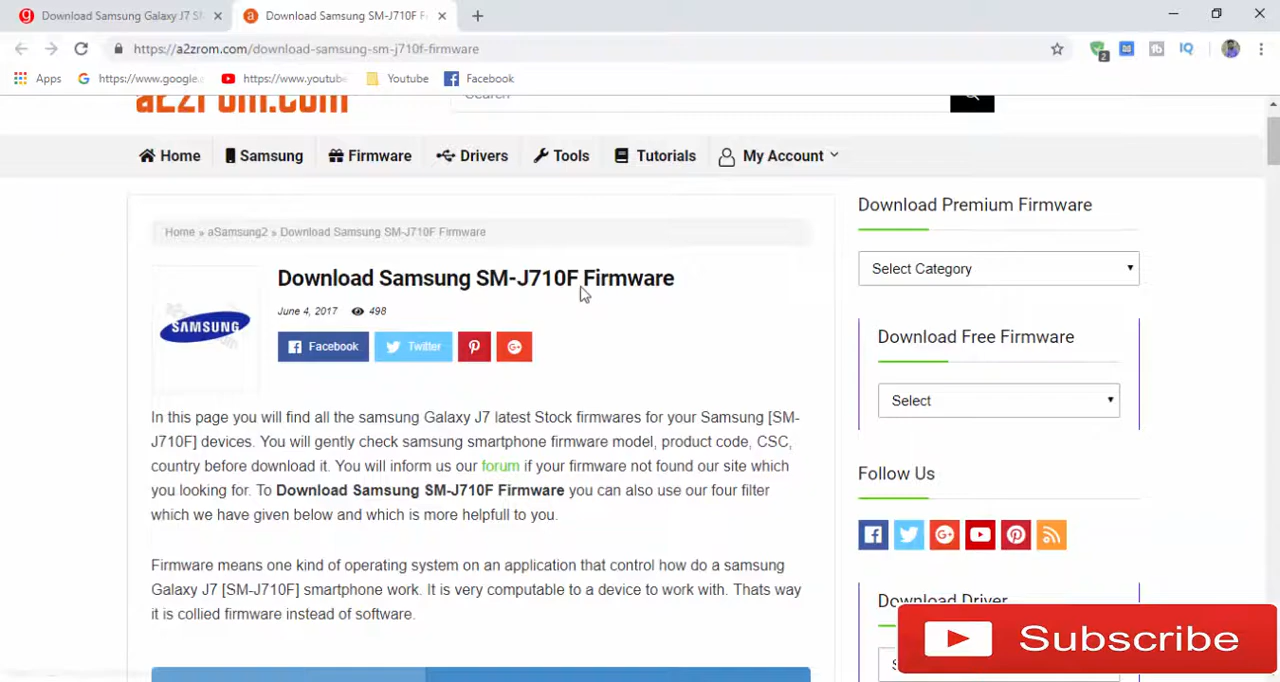 Download Samsung Galaxy J7 S
Download Samsung SM-J710F F
https://a2zrom.com/download-samsung-sm-j710f-firmware
2
Apps
https://www.google.
https://www.youtube
Youtube
Facebook
a2zrom.com
Search
Home
Samsung
Firmware
Drivers
Tools
Tutorials
My Account
Home » aSamsung2 » Download Samsung SM-J710F Firmware
Download Samsung SM-J710F Firmware
June 4, 2017
498
Facebook
Twitter
SAMSUNG
In this page you will find all the samsung Galaxy J7 latest Stock firmwares for your Samsung [SM-
J710F] devices. You will gently check samsung smartphone firmware model, product code, CSC,
country before download it. You will inform us our forum if your firmware not found our site which
you looking for. To Download Samsung SM-J710F Firmware you can also use our four filter
which we have given below and which is more helpfull to you.
Firmware means one kind of operating system on an application that control how do a samsung
Galaxy J7 [SM-J710F] smartphone work. It is very computable to a device to work with. Thats way
it is collied firmware instead of software.
Download Premium Firmware
Select Category
Download Free Firmware
Select
Follow Us
Download Driver
Subscribe